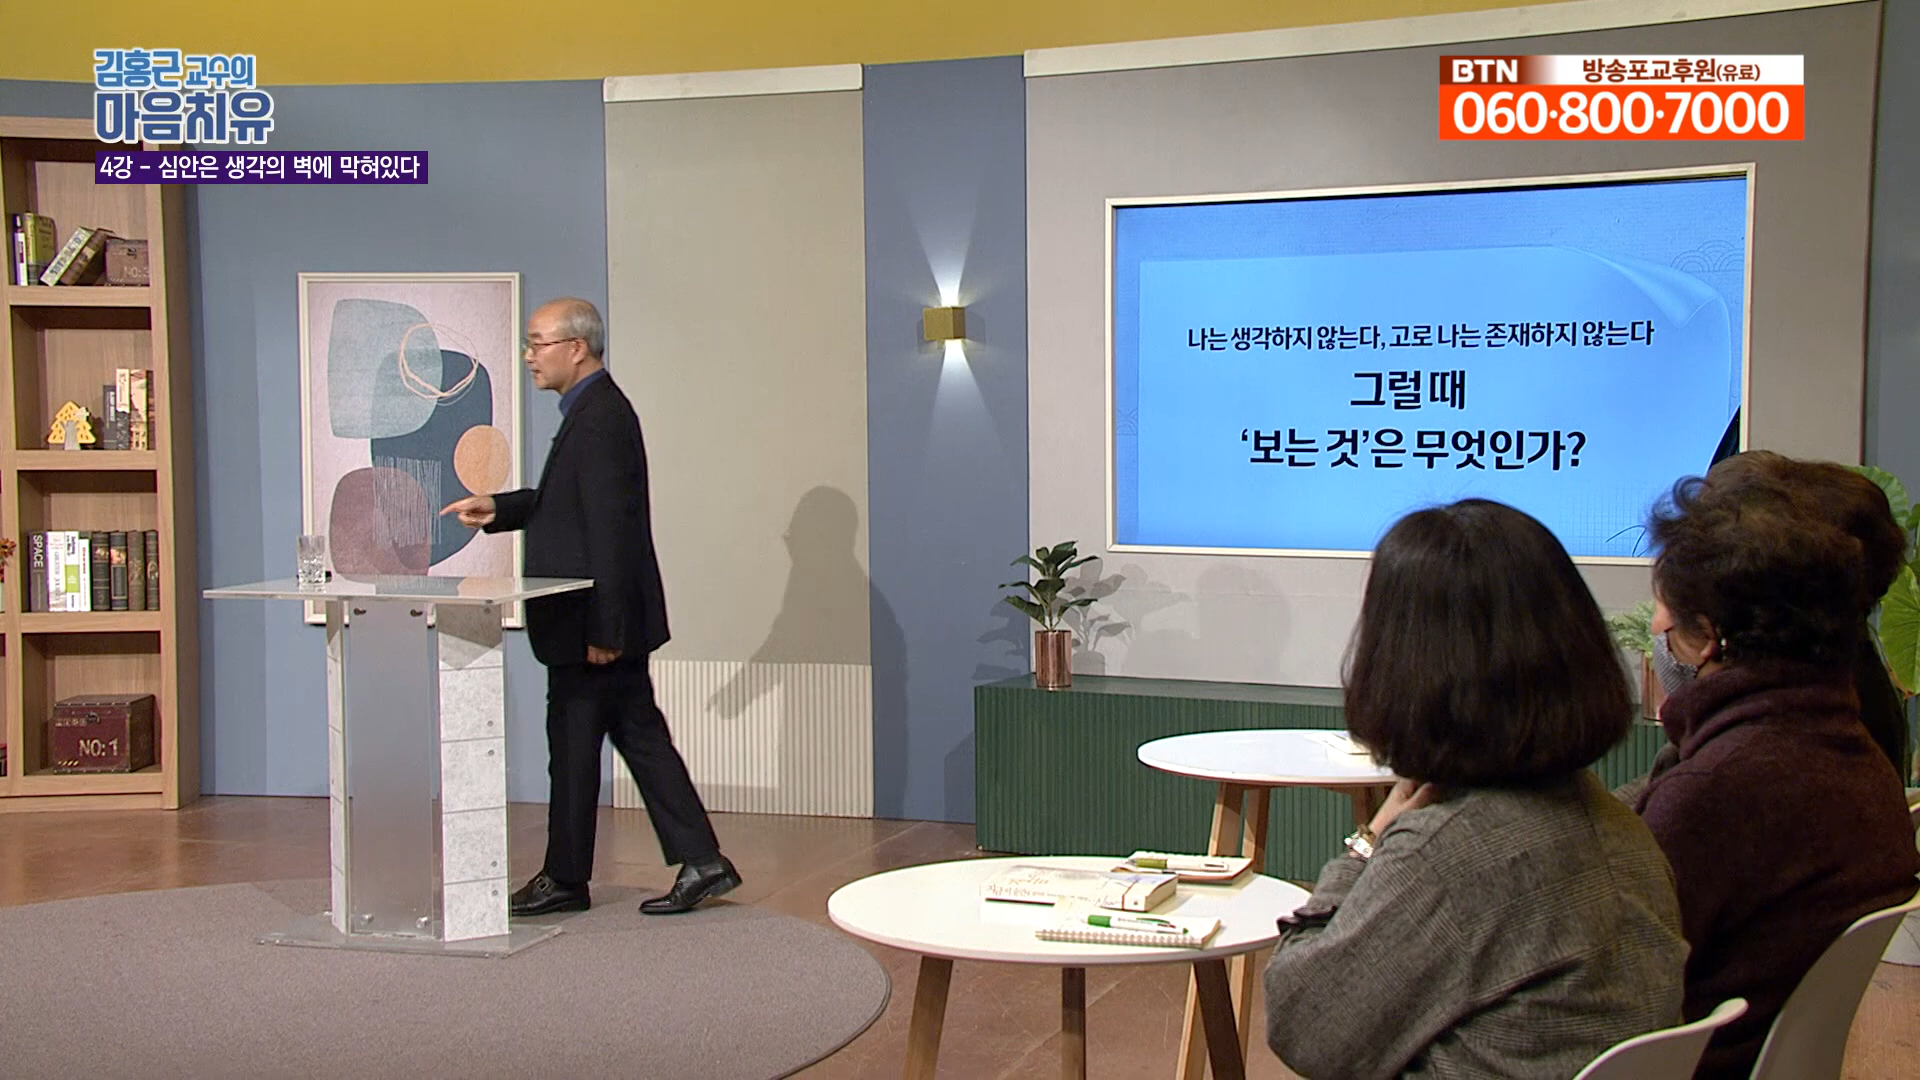 김홍근 교수의
마음치유
4강 - 심안은 생각의 벽에 막혀있다
BTN 방송포교후원(유료)
060·800·7000
나는 생각하지 않는다, 고로 나는 존재하지 않는다
그럴 때
‘보는 것’은 무엇인가?
NO:3
SPACE
NO:1